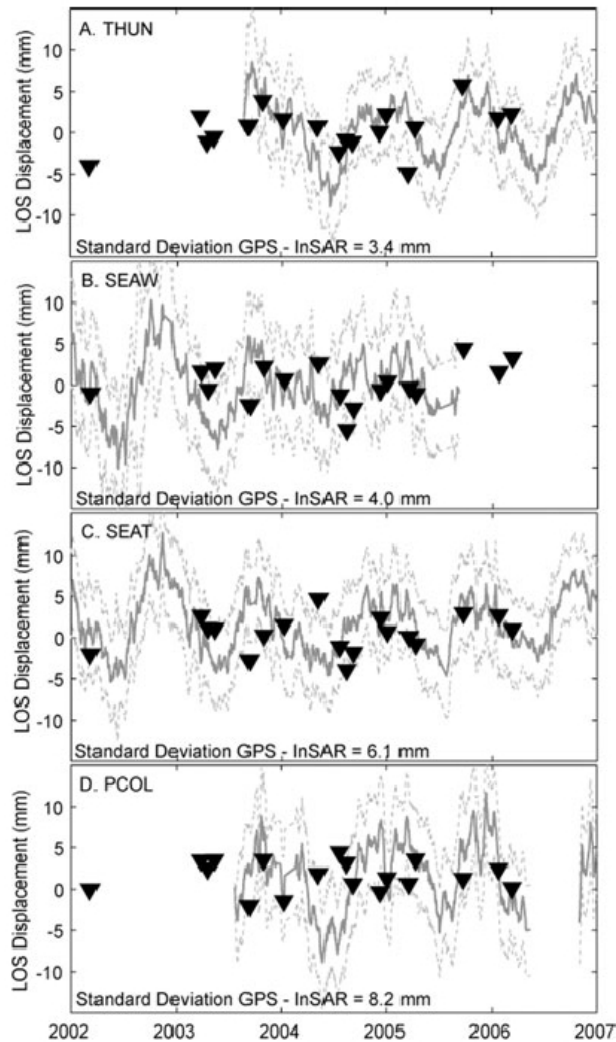 A. THUN
15
10
5
0
-5
-10
LOS Displacement (mm)
Standard Deviation GPS - InSAR = 3.4 mm
B. SEAW
10
5
0
-5
-10
LOS Displacement (mm)
Standard Deviation GPS - InSAR = 4.0 mm
C. SEAT
10
5
0
-5
-10
LOS Displacement (mm)
Standard Deviation GPS - InSAR = 6.1 mm
D. PCOL
10
5
0
-5
-10
-15
LOS Displacement (mm)
Standard Deviation GPS - InSAR = 8.2 mm
2002 2003 2004 2005 2006 2007